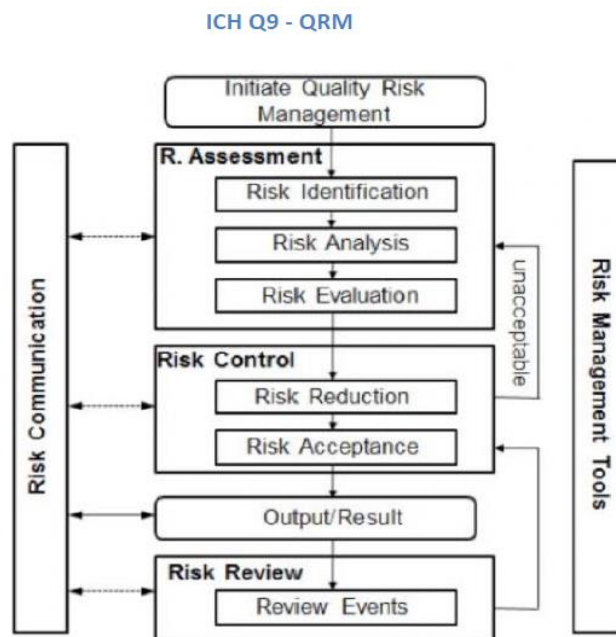 ICH Q9 - QRM
Initiate Quality Risk
Management
R. Assessment
Risk Identification
Risk Analysis
Risk Evaluation
unacceptable
Risk Control
Risk Reduction
Risk Acceptance
Output/Result
Risk Review
Review Events
Risk Communication
Risk Management Tools